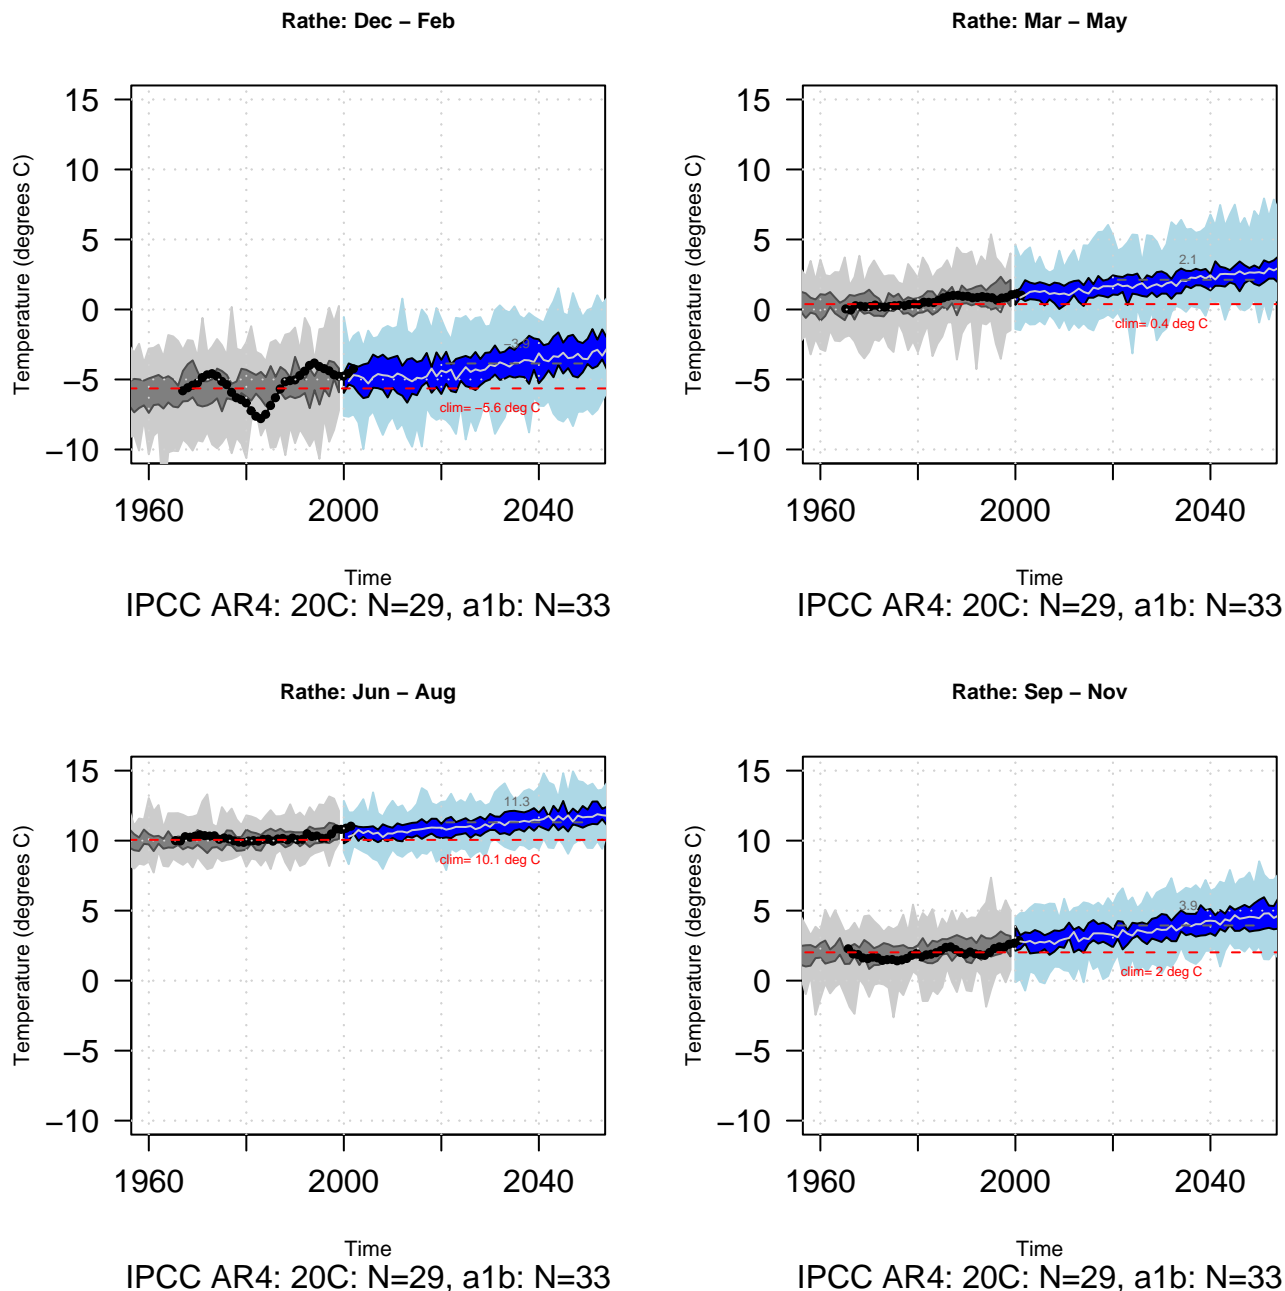 Rathe: Dec – Feb
15
10
5
0
−5
−10
Temperature (degrees C)
−3.9
clim= −5.6 deg C
1960
2000
2040
Time
IPCC AR4: 20C: N=29, a1b: N=33
Rathe: Mar – May
15
10
5
0
−5
−10
Temperature (degrees C)
2.1
clim= 0.4 deg C
1960
2000
2040
Time
IPCC AR4: 20C: N=29, a1b: N=33
Rathe: Jun – Aug
15
10
5
0
−5
−10
Temperature (degrees C)
11.3
clim= 10.1 deg C
1960
2000
2040
Time
IPCC AR4: 20C: N=29, a1b: N=33
Rathe: Sep – Nov
15
10
5
0
−5
−10
Temperature (degrees C)
3.9
clim= 2 deg C
1960
2000
2040
Time
IPCC AR4: 20C: N=29, a1b: N=33